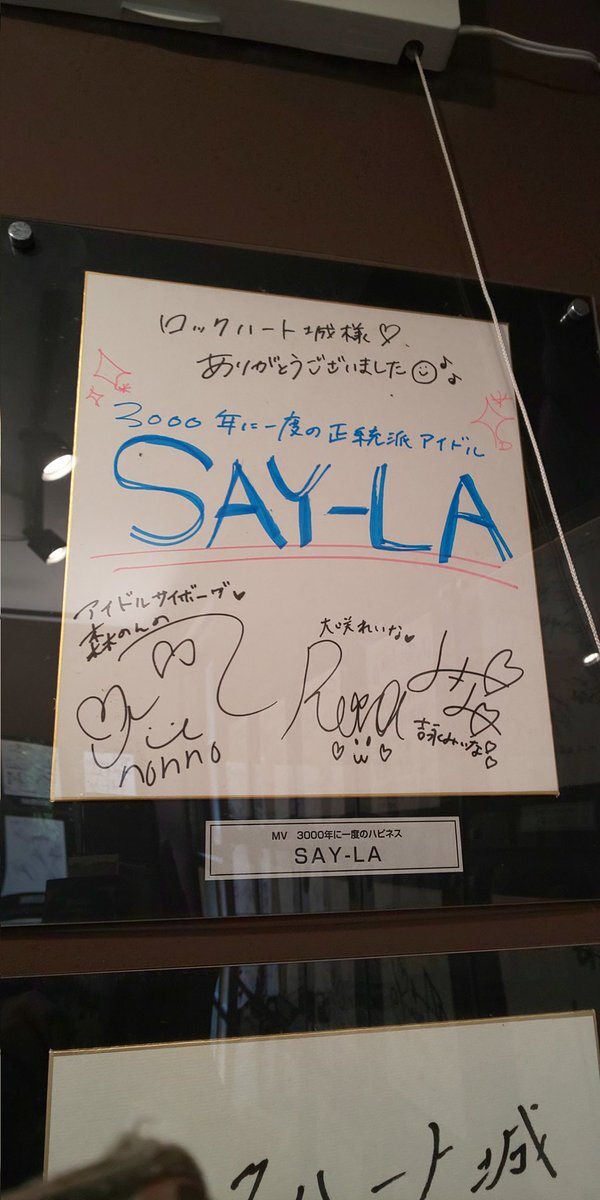 ロックハート城様♡
ありがとうございました☺♪♪
3000年に一度の正統派アイドル
SAY-LA
アイドルサイボーグ♥
森のんの
nonno
大咲れいな♥
Rena
吉永みいな
MV 3000年に一度のハピネス
SAY-LA
ハート城